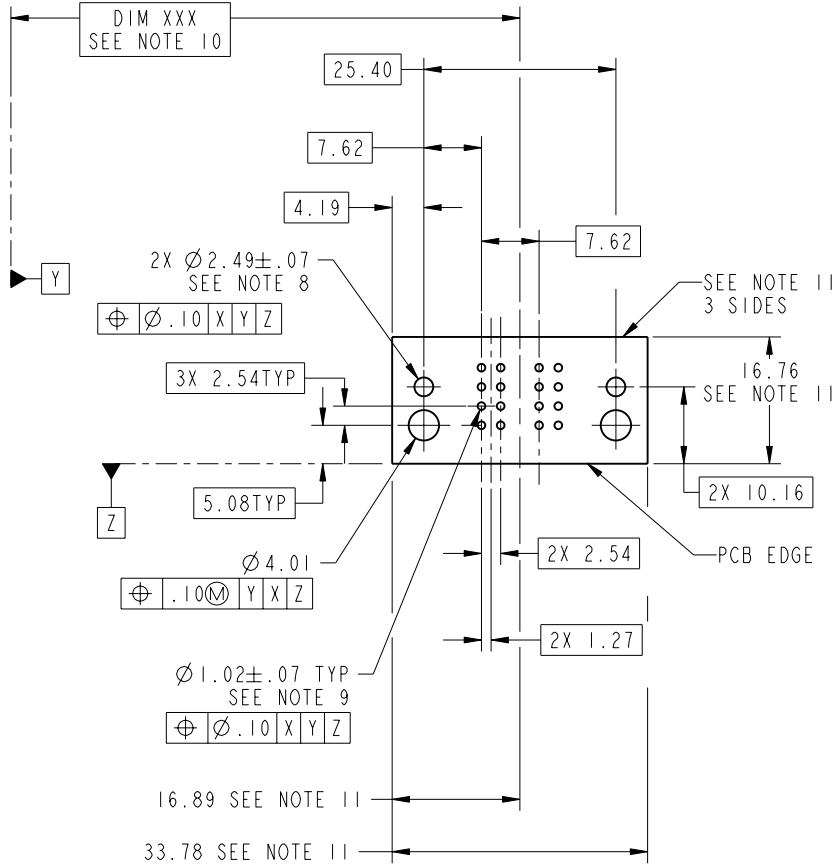 DIM XXX
SEE NOTE 10
25.40
7.62
4.19
7.62
2X Ø2.49±.07
SEE NOTE 8
Y
⌖ Ø.10 X Y Z
SEE NOTE 11
3 SIDES
3X 2.54TYP
16.76
SEE NOTE 11
5.08TYP
2X 10.16
Z
Ø4.01
⌖ .10Ⓜ Y X Z
2X 2.54
PCB EDGE
2X 1.27
Ø1.02±.07 TYP
SEE NOTE 9
⌖ Ø.10 X Y Z
16.89 SEE NOTE 11
33.78 SEE NOTE 11